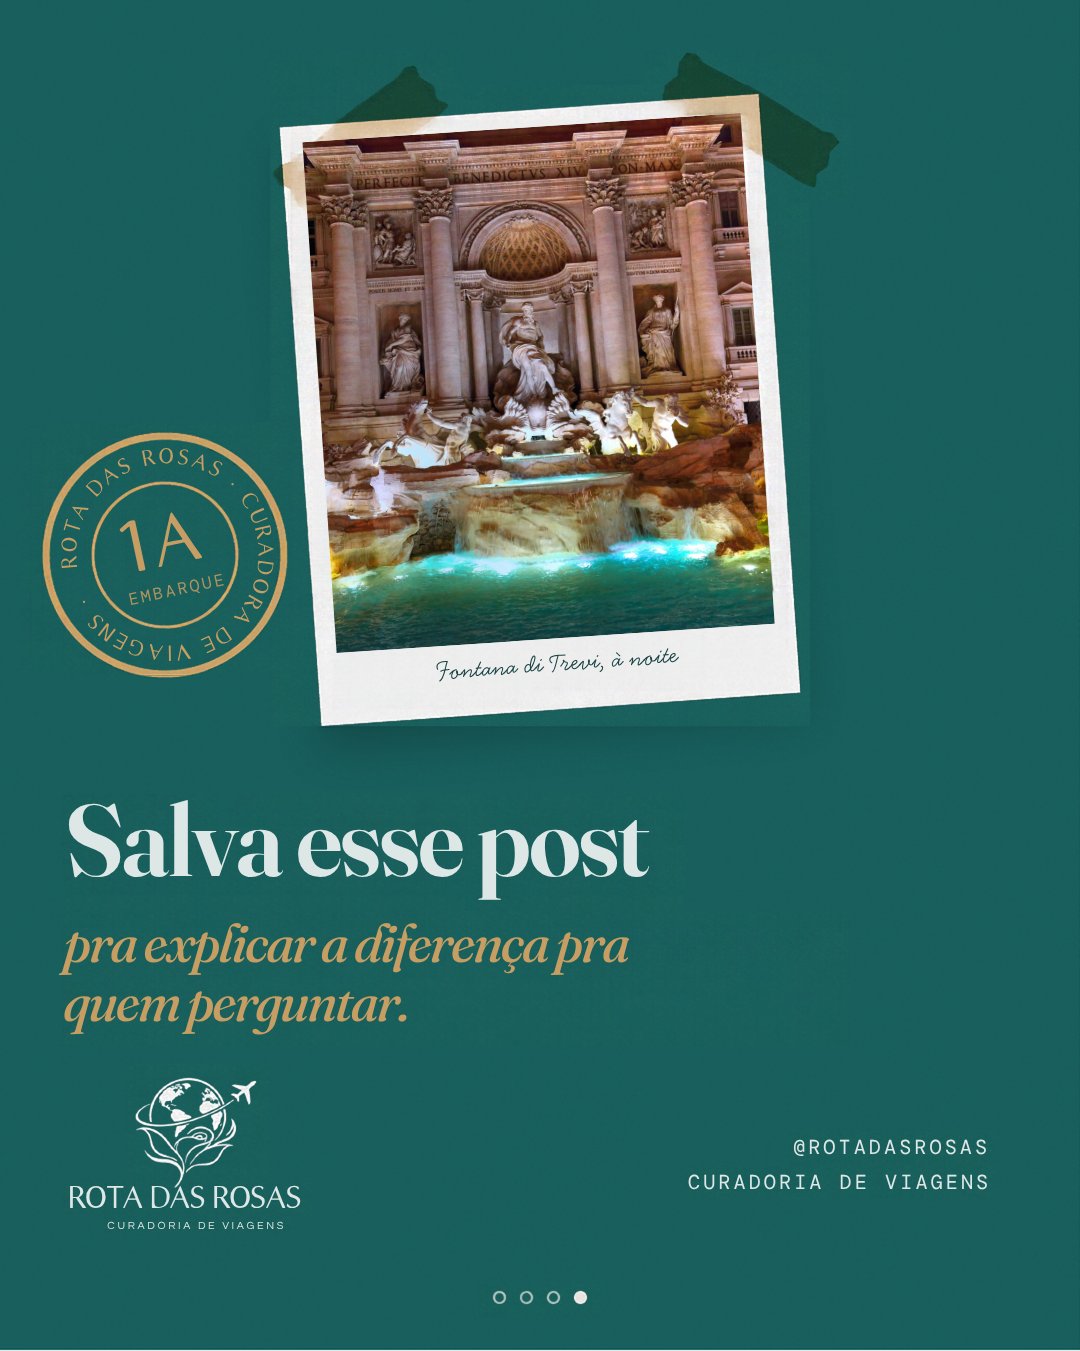 PERFECIT BENEDICTVS XIV PON·MAX
Fontana di Trevi, à noite
ROTA DAS ROSAS · CURADORA DE VIAGENS ·
1A
EMBARQUE
Salva esse post
pra explicar a diferença pra
quem perguntar.
ROTA DAS ROSAS
CURADORIA DE VIAGENS
@ROTADASROSAS
CURADORIA DE VIAGENS